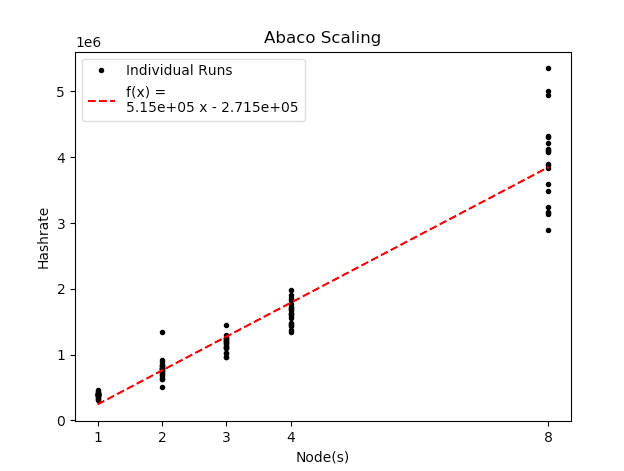 Abaco Scaling
1e6
Individual Runs
f(x) =
5.15e+05 x - 2.715e+05
Hashrate
5
4
3
2
1
0
1 2 3 4 8
Node(s)